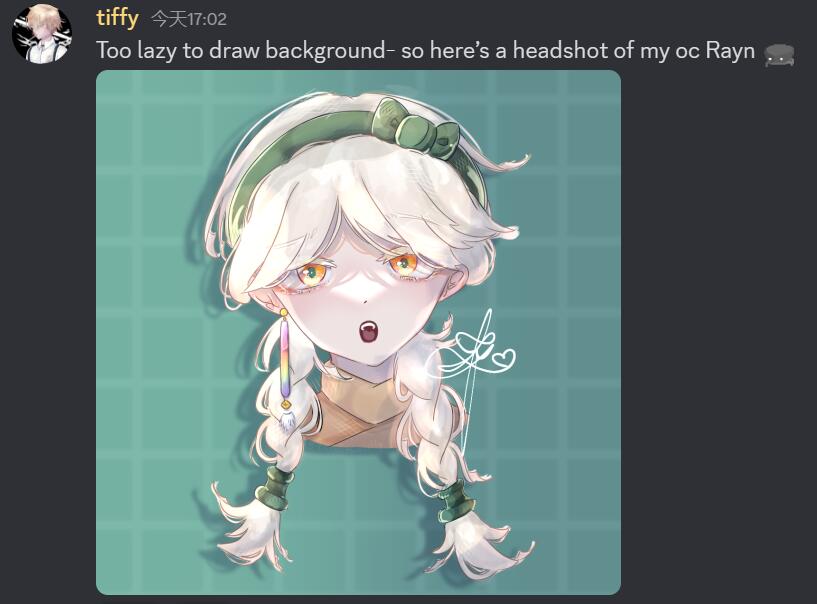 tiffy 今天17:02
Too lazy to draw background- so here’s a headshot of my oc Rayn